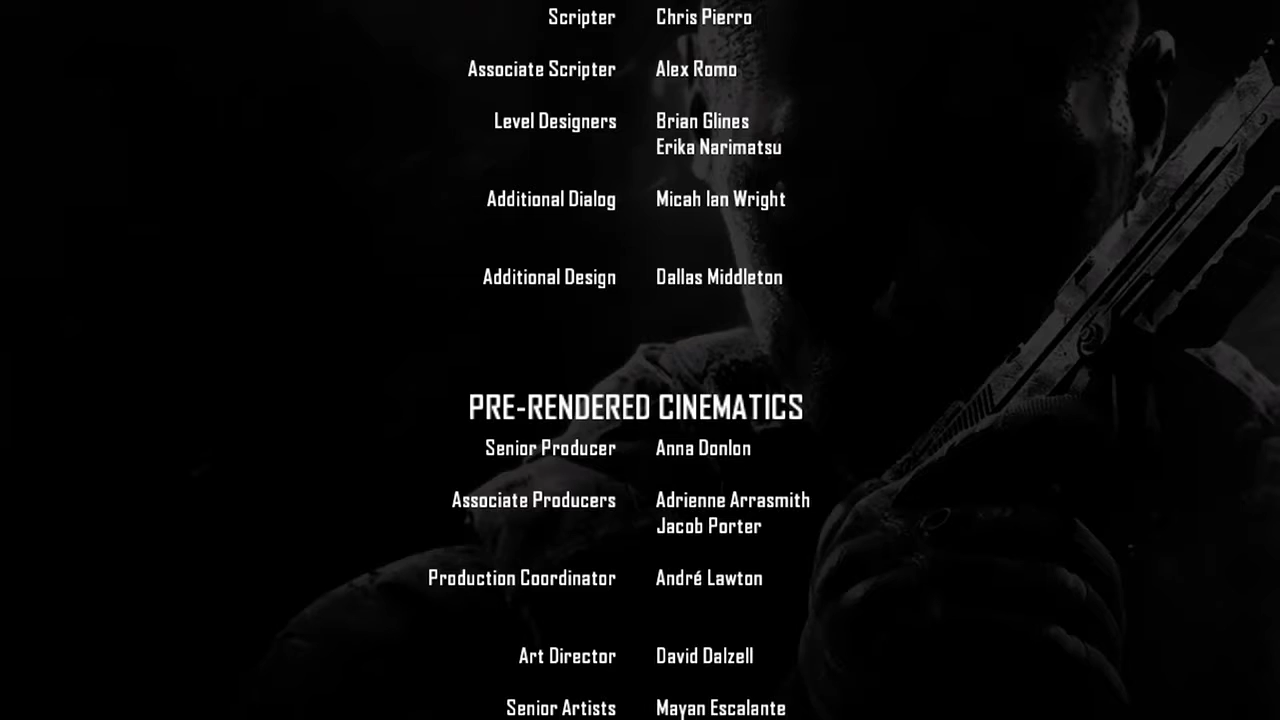 Scripter Chris Pierro
Associate Scripter Alex Romo
Level Designers Brian Glines
Erika Narimatsu
Additional Dialog Micah Ian Wright
Additional Design Dallas Middleton
PRE-RENDERED CINEMATICS
Senior Producer Anna Donlon
Associate Producers Adrienne Arrasmith
Jacob Porter
Production Coordinator André Lawton
Art Director David Dalzell
Senior Artists Mayan Escalante